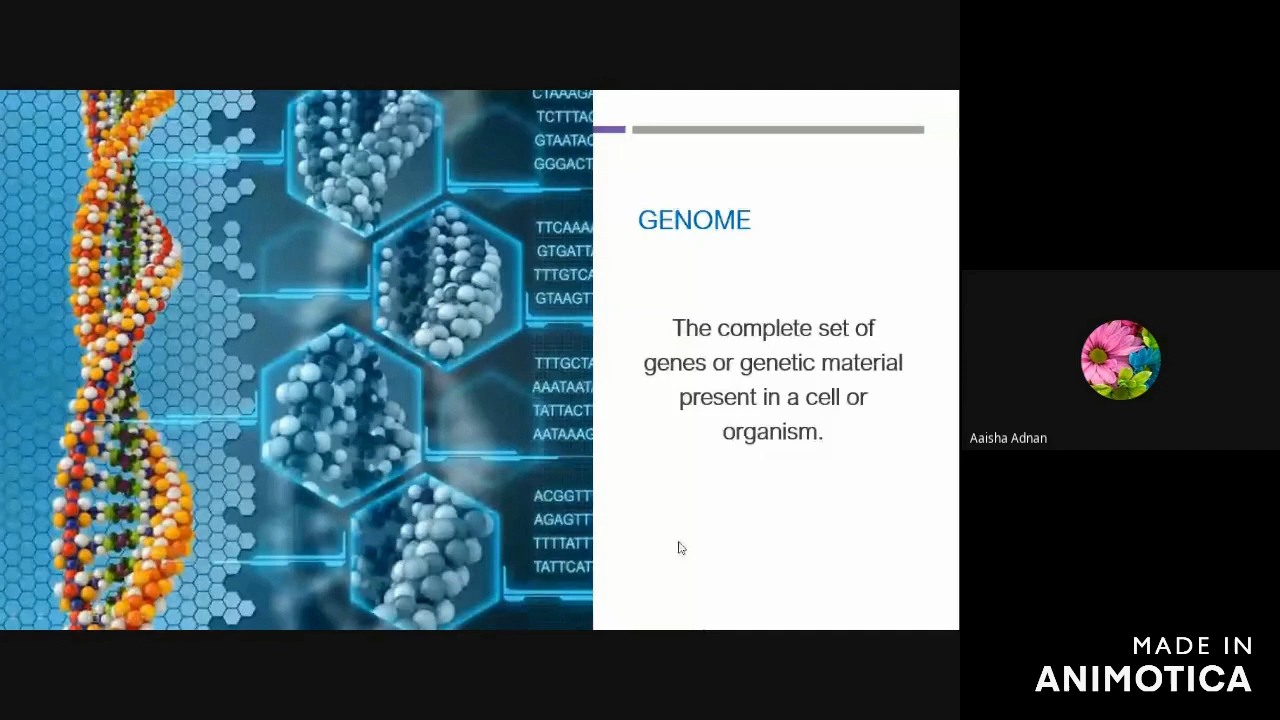 CTAAAGA
TCTTTAC
GTAATAC
GGGACT
TTCAAA
GTGATT
TTTGTCA
GTAAGT
TTTGCTA
AAATAAT
TATTACT
AATAAAG
ACGGTT
AGAGTT
TTTTATT
TATTCAT
GENOME
The complete set of
genes or genetic material
present in a cell or
organism.
Aaisha Adnan
MADE IN
ANIMOTICA